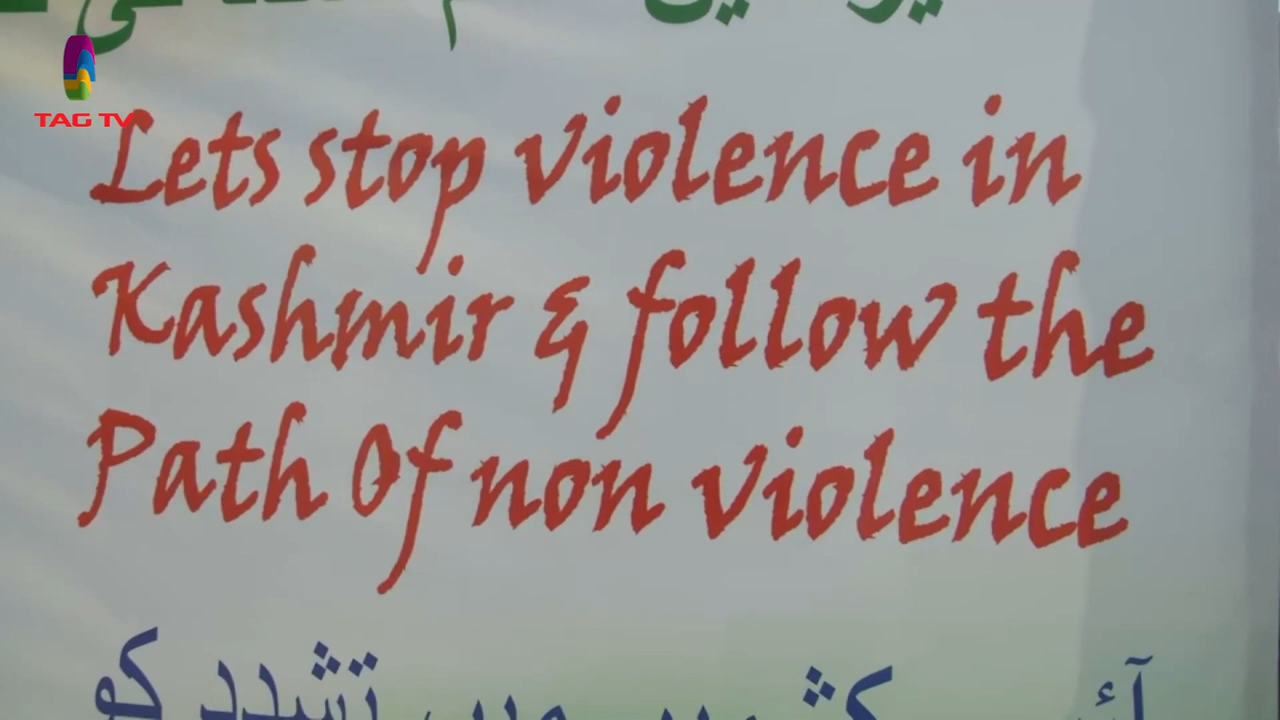 TAG TV
Lets stop violence in
Kashmir & follow the
Path Of non violence
تشدد کو